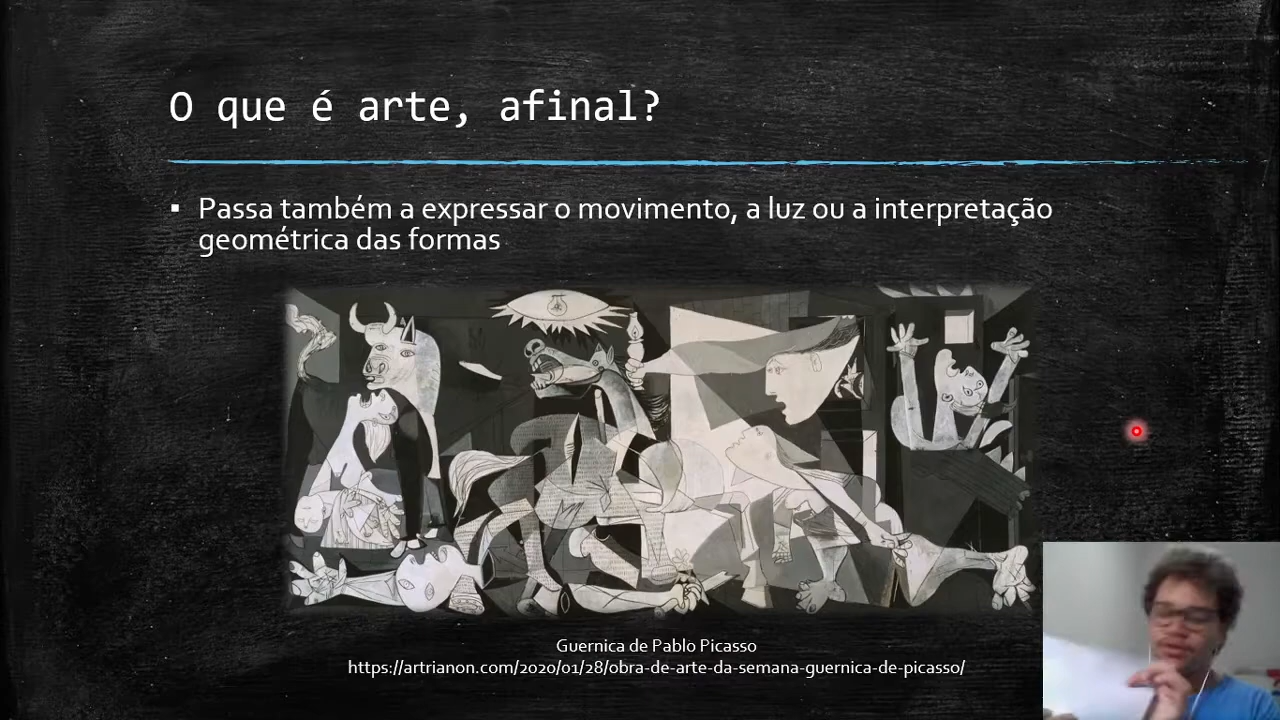 O que é arte, afinal?
▪ Passa também a expressar o movimento, a luz ou a interpretação
geométrica das formas
Guernica de Pablo Picasso
https://artrianon.com/2020/01/28/obra-de-arte-da-semana-guernica-de-picasso/